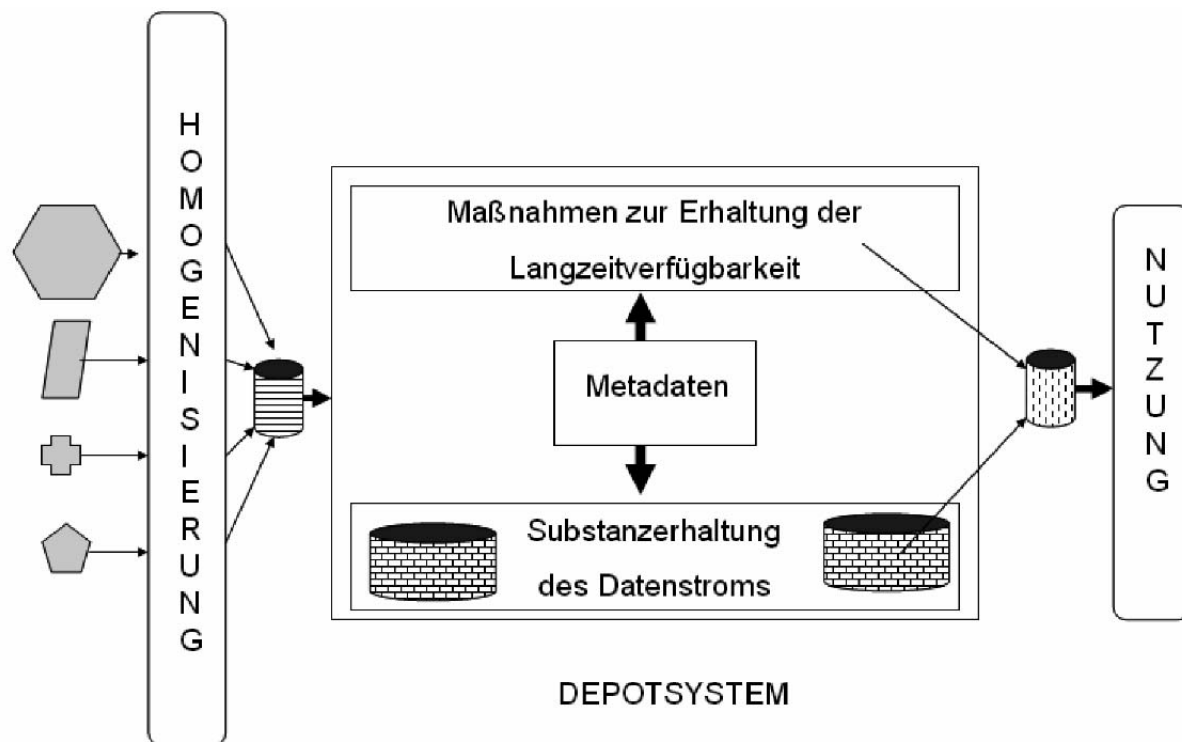 HOMOGENISIERUNG
Maßnahmen zur Erhaltung der
Langzeitverfügbarkeit
Metadaten
Substanzerhaltung
des Datenstroms
DEPOTSYSTEM
NUTZUNG